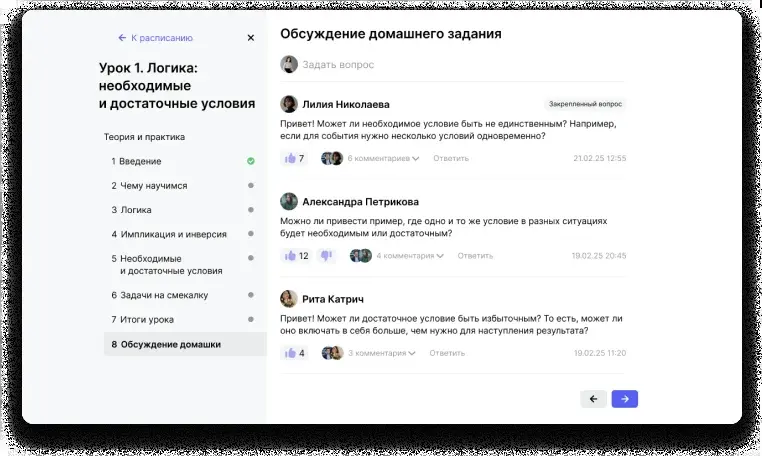 ← К расписанию
Урок 1. Логика:
необходимые
и достаточные условия
Теория и практика
1 Введение
2 Чему научимся
3 Логика
4 Импликация и инверсия
5 Необходимые
и достаточные условия
6 Задачи на смекалку
7 Итоги урока
8 Обсуждение домашки
Обсуждение домашнего задания
Задать вопрос
Лилия Николаева
Закрепленный вопрос
Привет! Может ли необходимое условие быть не единственным? Например,
если для события нужно несколько условий одновременно?
7
6 комментариев
Ответить
21.02.25 12:55
Александра Петрикова
Можно ли привести пример, где одно и то же условие в разных ситуациях
будет необходимым или достаточным?
12
4 комментария
Ответить
19.02.25 20:45
Рита Катрич
Привет! Может ли достаточное условие быть избыточным? То есть, может ли
оно включать в себя больше, чем нужно для наступления результата?
4
3 комментария
Ответить
19.02.25 11:20